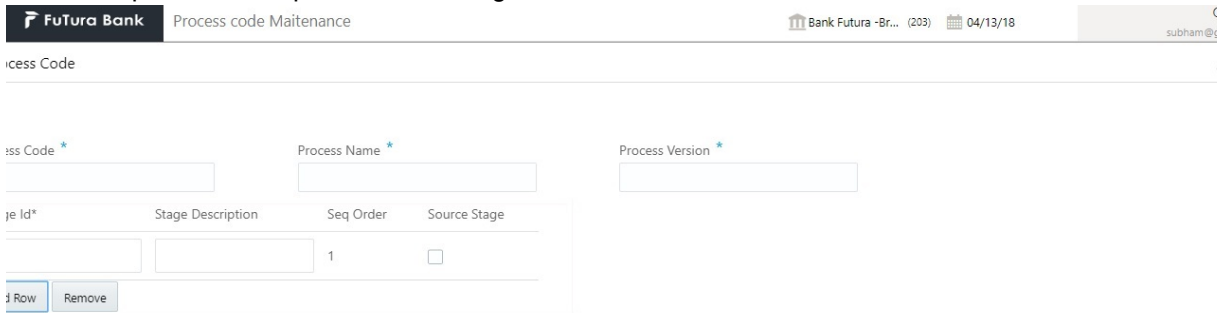 FuTura Bank Process code Maitenance Bank Futura -Br... (203) 04/13/18
subham@g
ocess Code
ess Code * Process Name * Process Version *
ge Id* Stage Description Seq Order Source Stage
1
d Row Remove